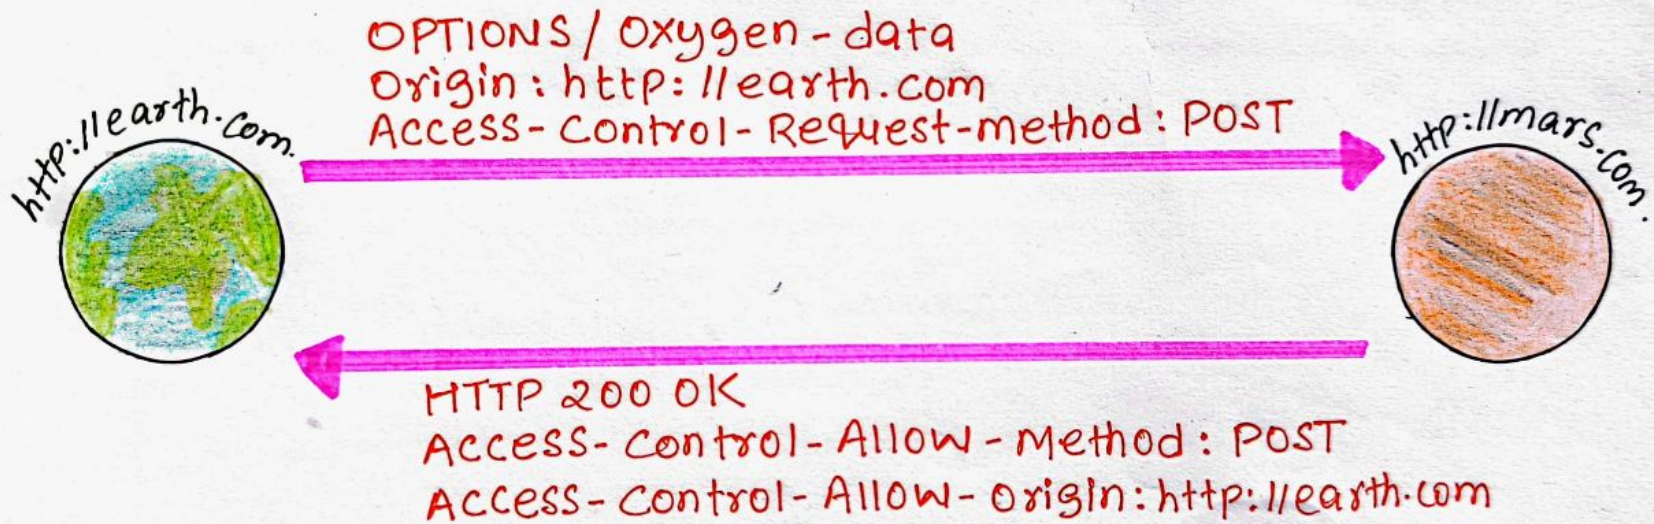 OPTIONS / Oxygen-data
Origin: http://earth.com
Access-Control-Request-method: POST
http://earth.com.
http://mars.com.
HTTP 200 OK
Access-Control-Allow-Method: POST
Access-Control-Allow-Origin: http://earth.com